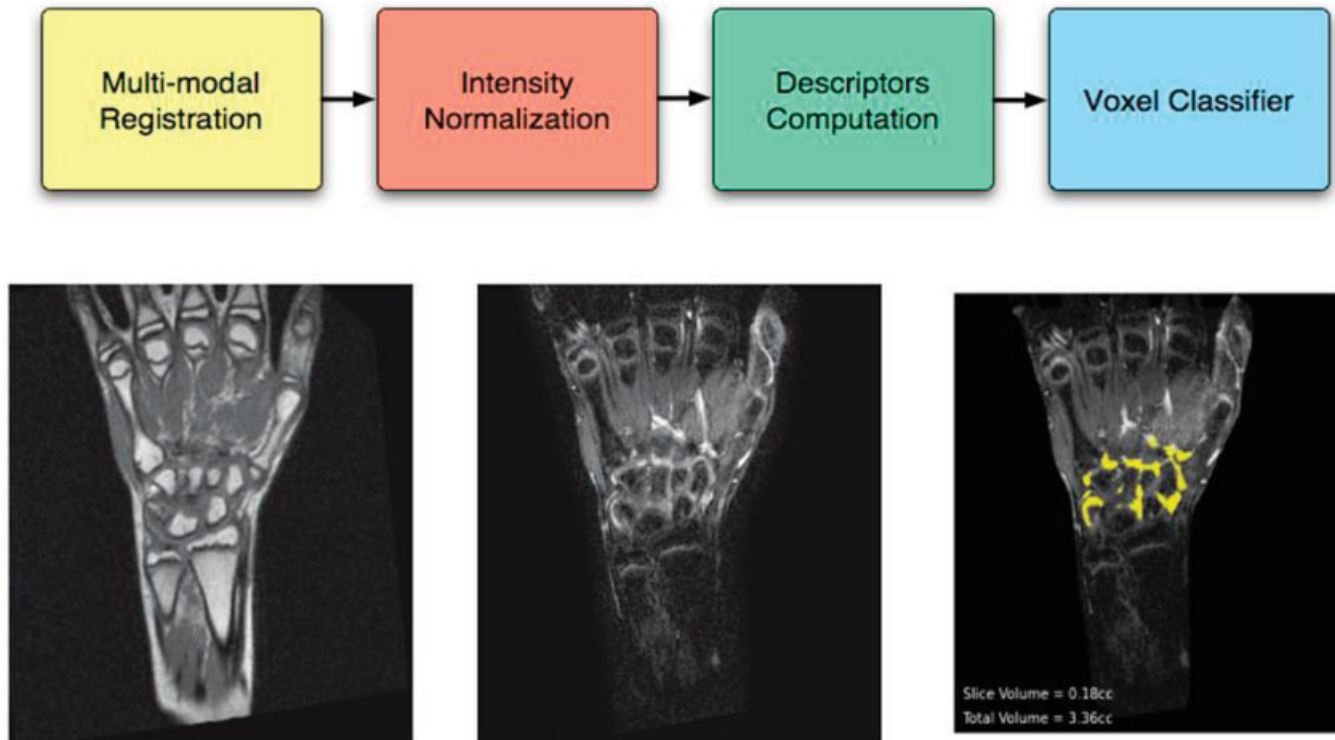 Multi-modal
Registration
Intensity
Normalization
Descriptors
Computation
Voxel Classifier
Slice Volume = 0.18cc
Total Volume = 3.36cc